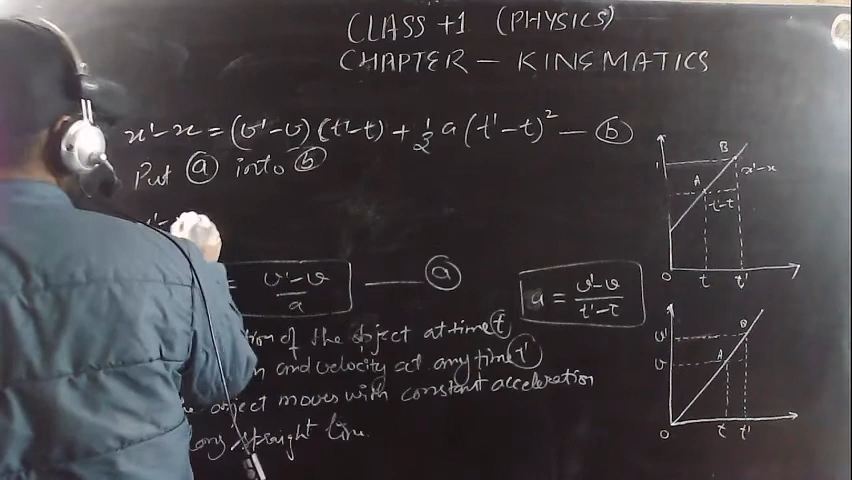 CLASS +1 (PHYSICS)
CHAPTER – KINEMATICS
x'-x = (v'-v) (t'-t) + 1/2 a (t'-t)² — (b)
Put (a) into (b)
= v'-v/a — (a)
a = v'-v/t'-t
of the object at time (t)
and velocity at any time (t')
object moves with constant acceleration
straight line.
B
x'-x
A
t'-t
O t t'
v' B
v A
O t t'